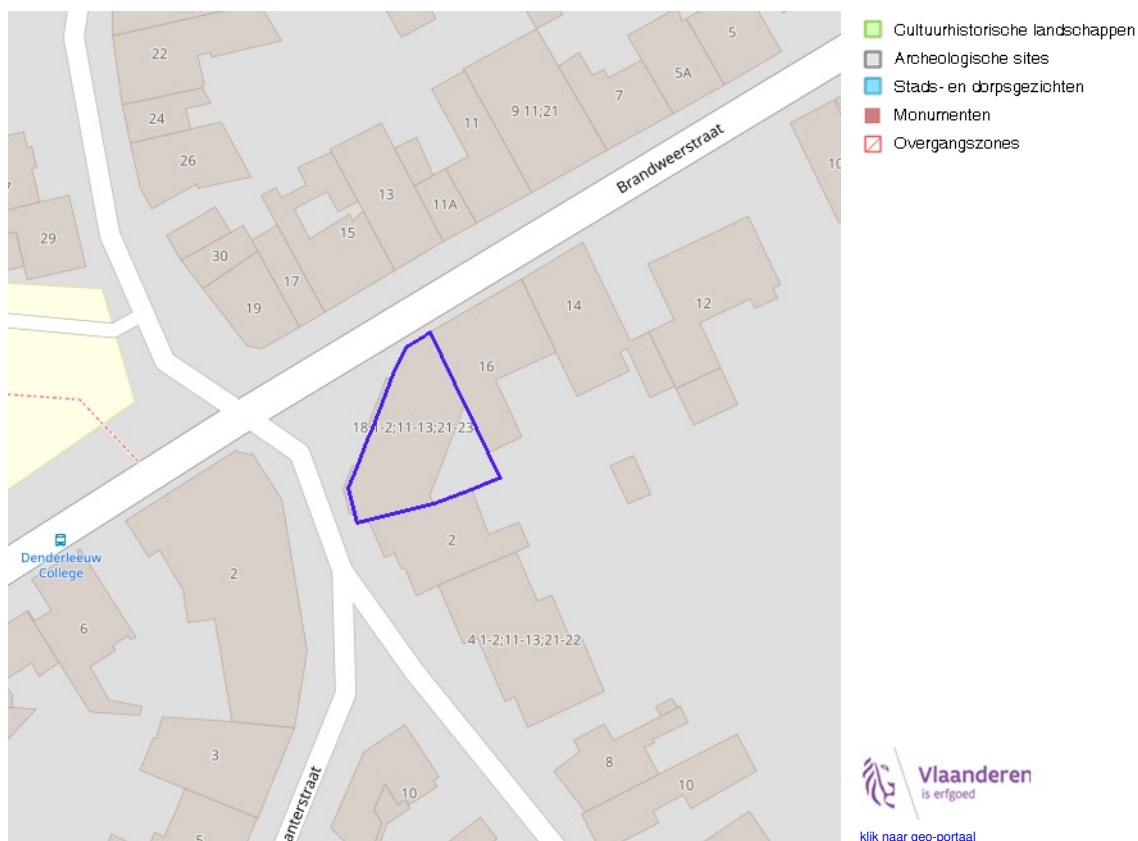 22
5
24
5A
7
9 11;21
11
26
Brandweerstraat
10
13
11A
29
15
30
17
19
14
12
16
18 1-2;11-13;21-23
2
Denderleeuw
College
2
6
4 1-2;11-13;21-22
3
8
10
10
anterstraat
5
Cultuurhistorische landschappen
Archeologische sites
Stads- en dorpsgezichten
Monumenten
Overgangszones
Vlaanderen
is erfgoed
klik naar geo-portaal